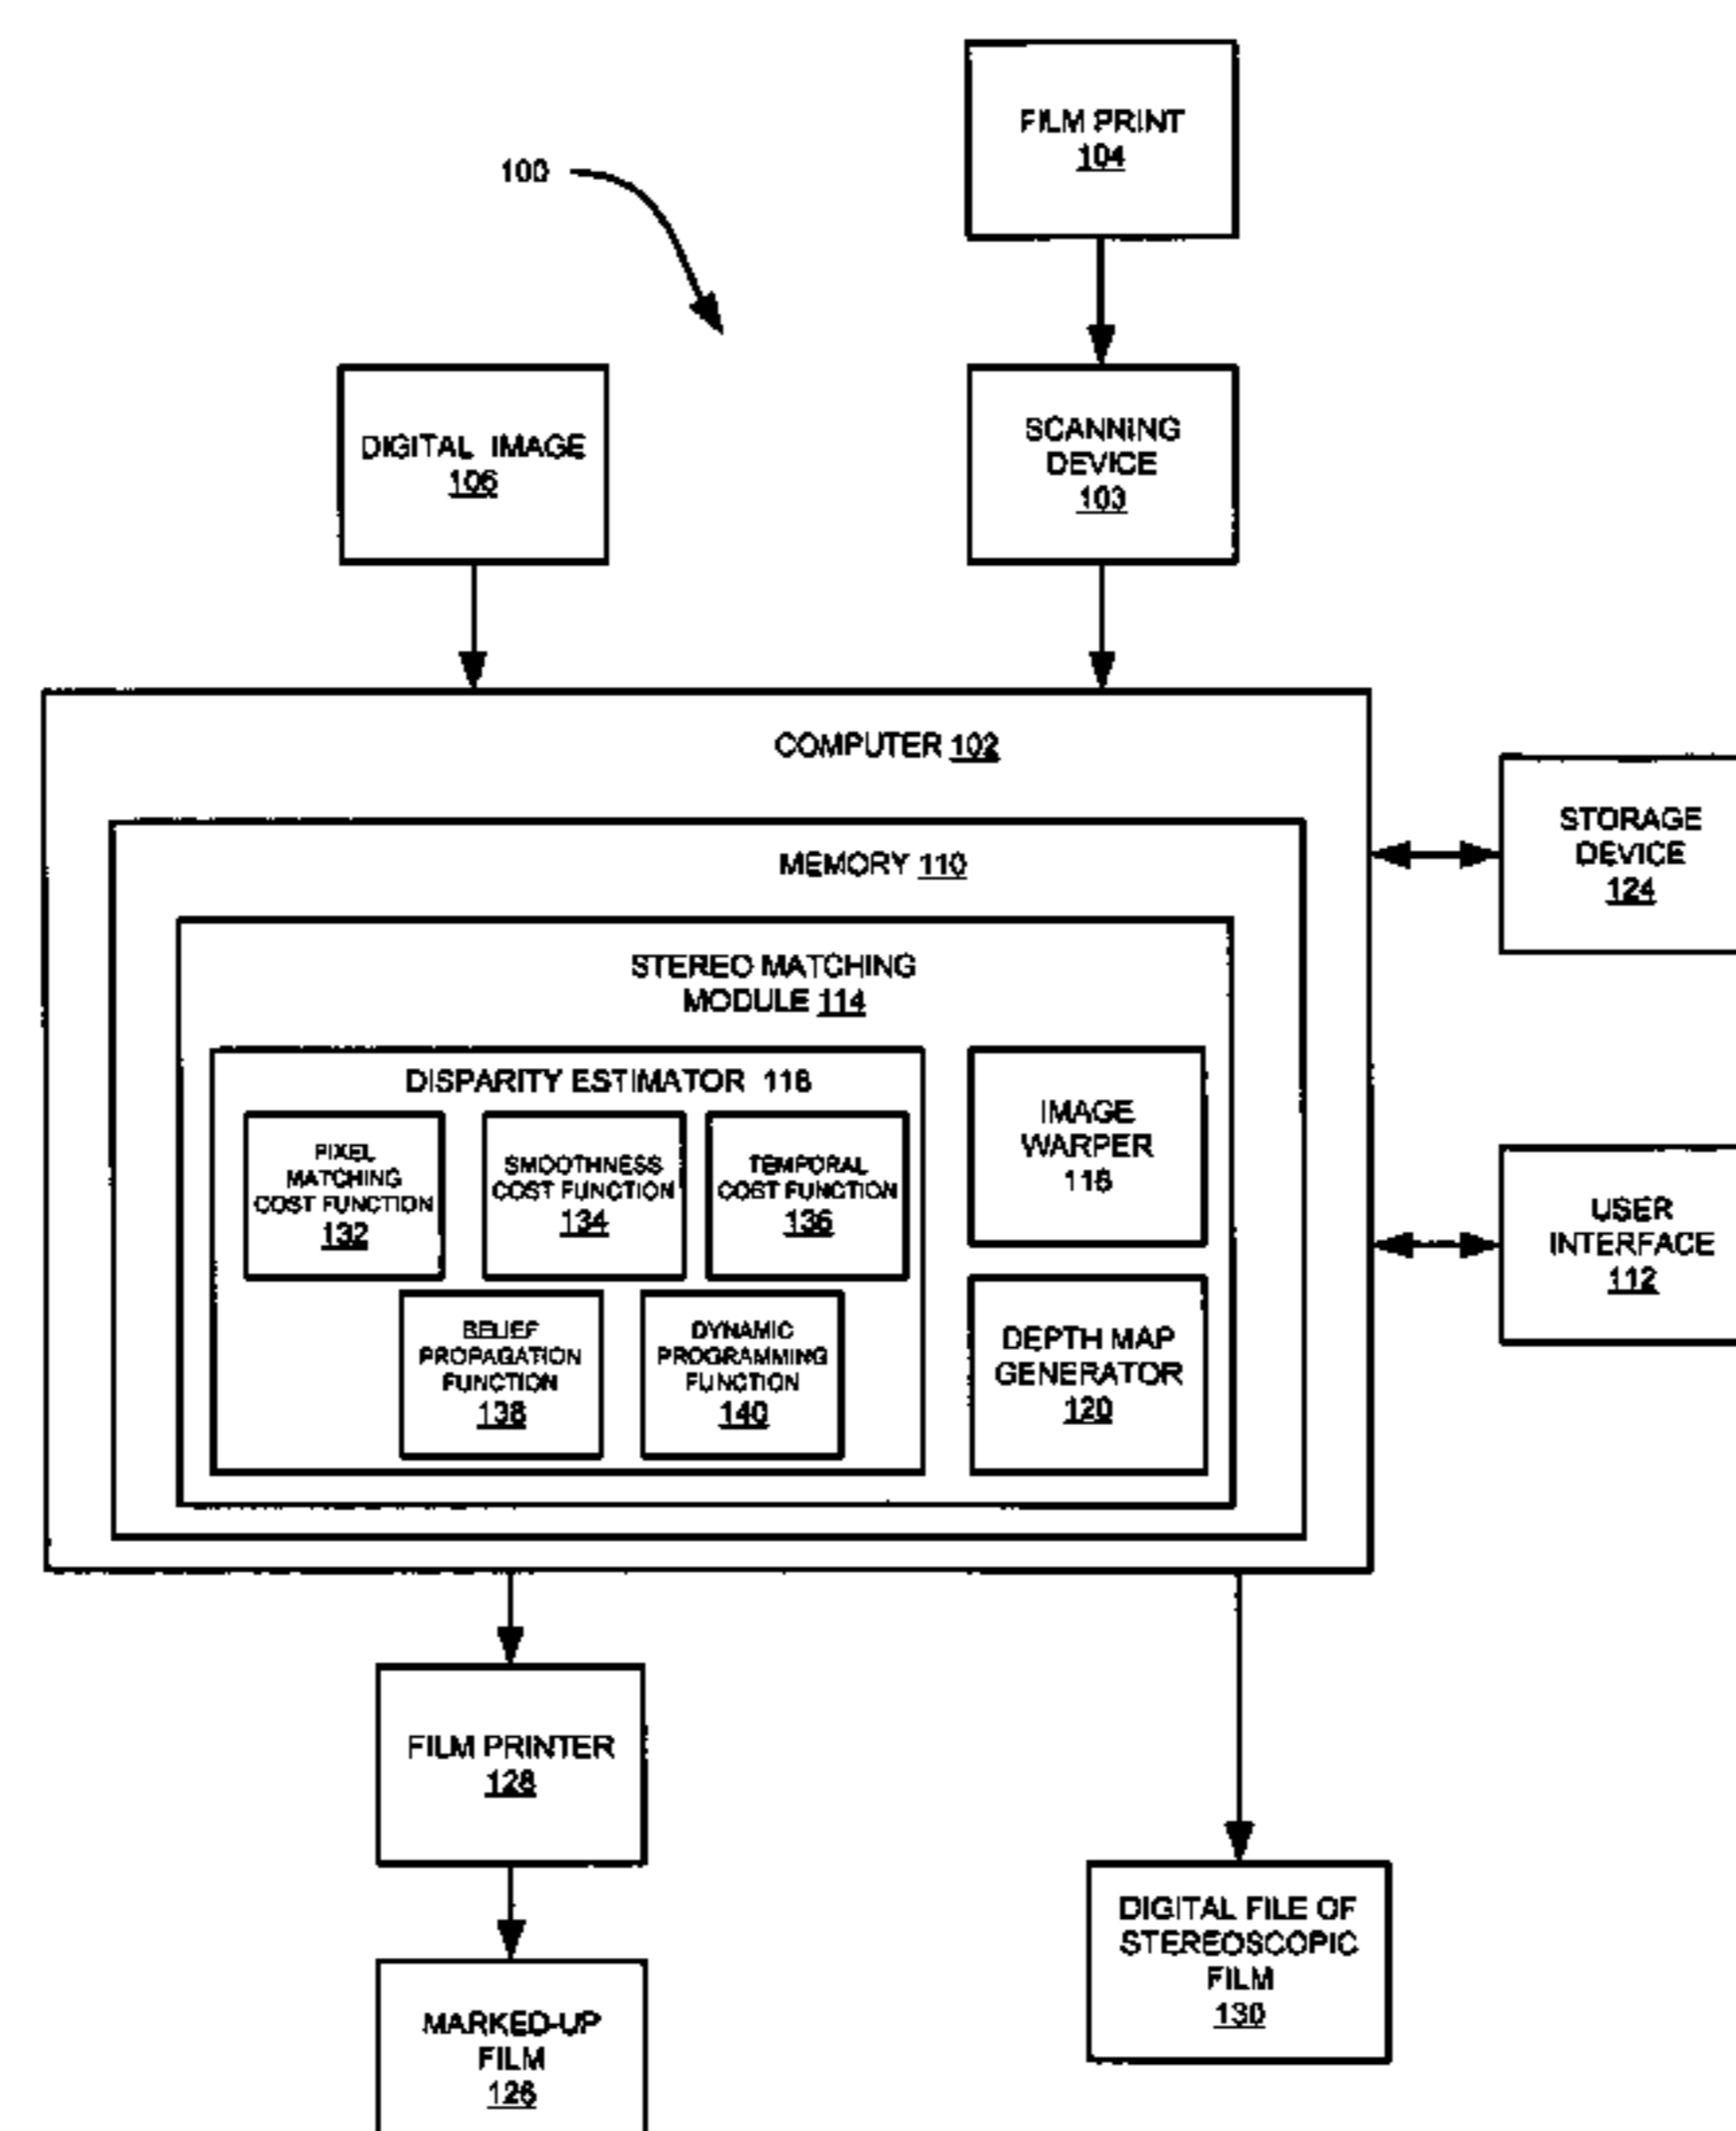 FILM PRINT
104
100
DIGITAL IMAGE
106
SCANNING
DEVICE
103
COMPUTER 102
STORAGE
DEVICE
124
MEMORY 110
STEREO MATCHING
MODULE 114
DISPARITY ESTIMATOR 116
IMAGE
WARPER
118
PIXEL
MATCHING
COST FUNCTION
132
SMOOTHNESS
COST FUNCTION
134
TEMPORAL
COST FUNCTION
136
USER
INTERFACE
112
BELIEF
PROPAGATION
FUNCTION
138
DYNAMIC
PROGRAMMING
FUNCTION
140
DEPTH MAP
GENERATOR
120
FILM PRINTER
128
DIGITAL FILE OF
STEREOSCOPIC
FILM
130
MARKED-UP
FILM
126